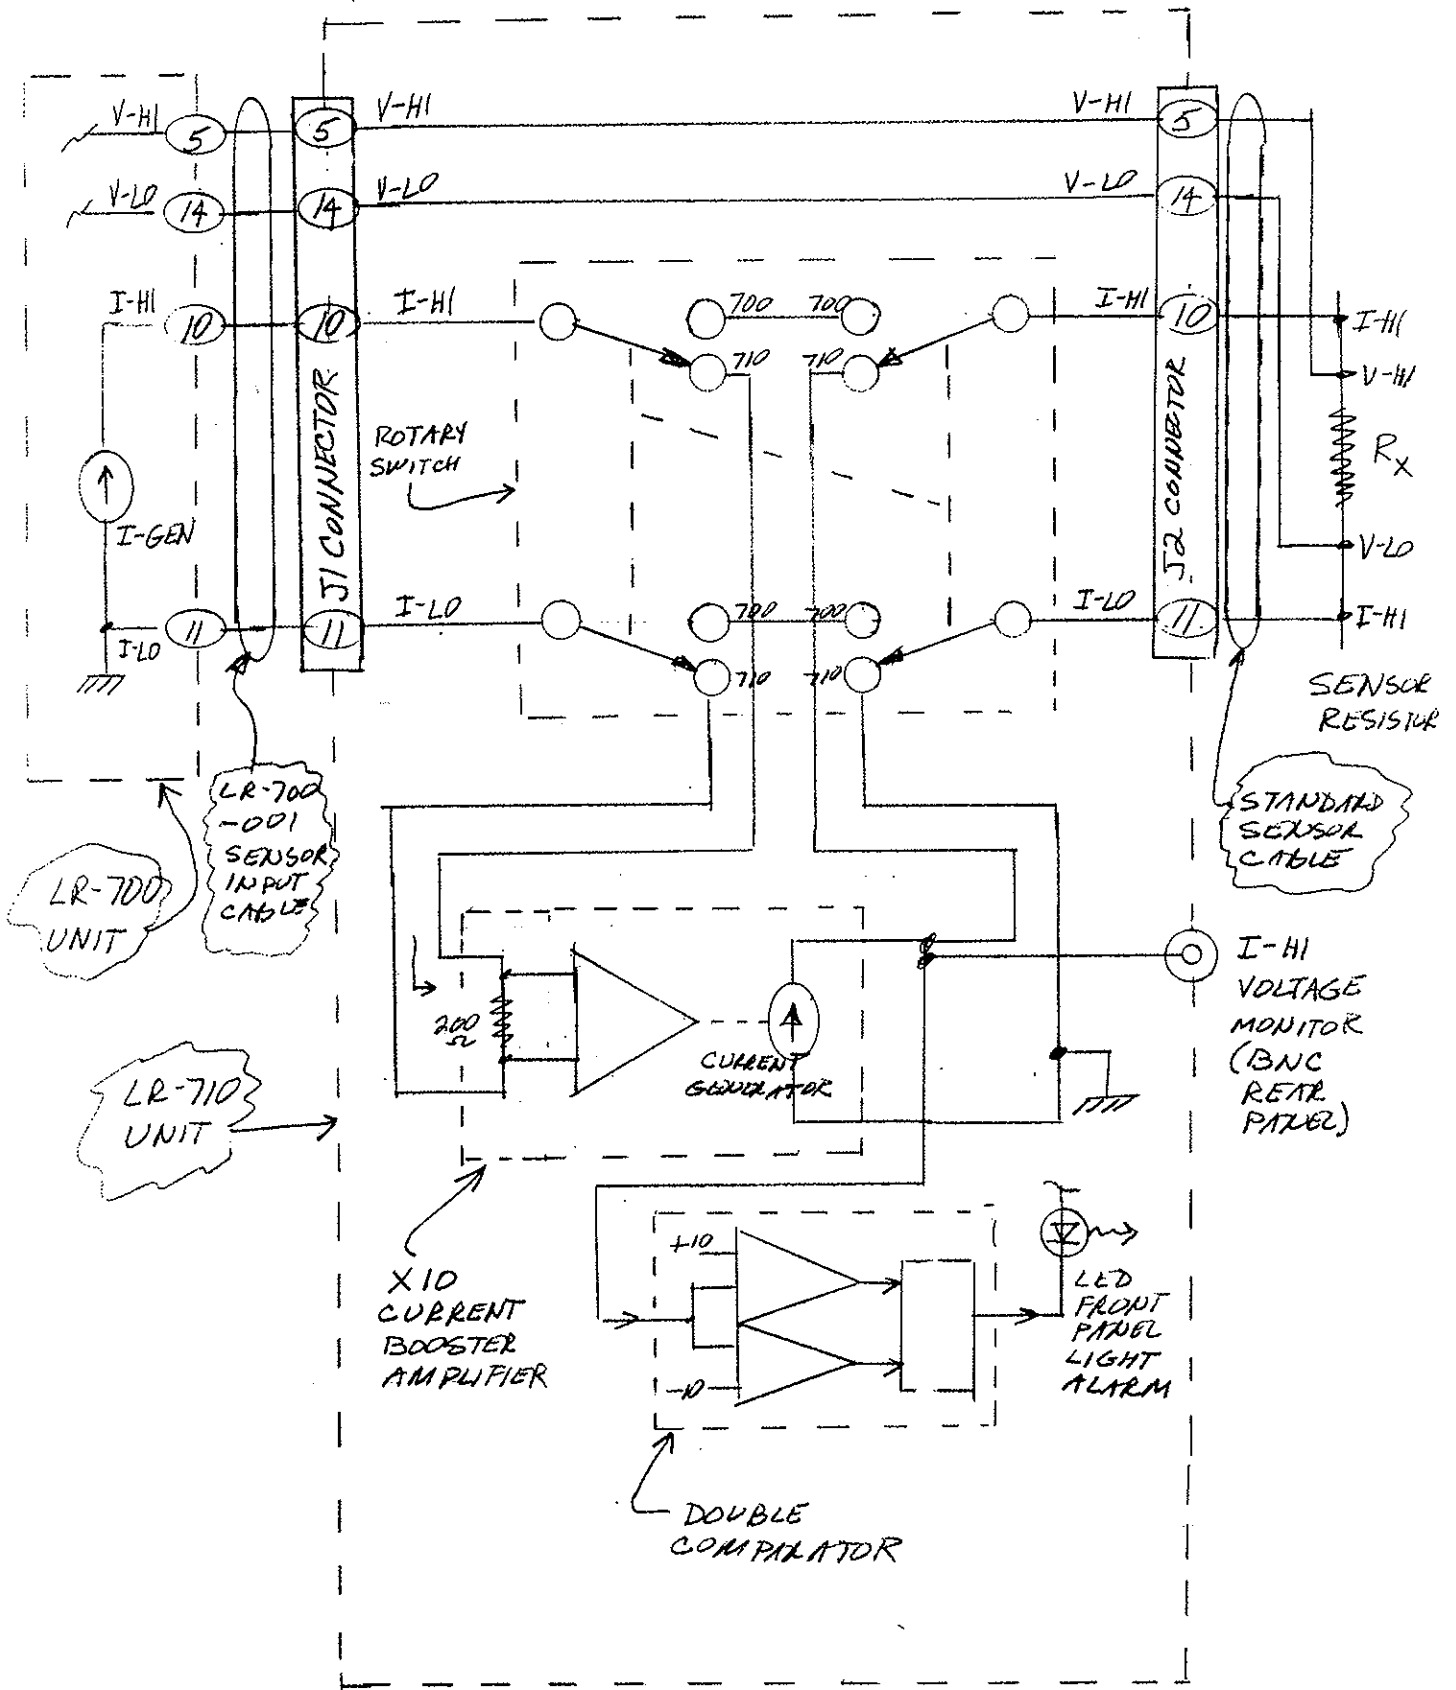 V-HI
5
5
V-HI
V-HI
5
V-LO
14
14
V-LO
V-LO
14
I-HI
10
10
I-HI
700
700
I-HI
10
I-HI
710
710
V-HI
ROTARY
SWITCH
J1 CONNECTOR
J2 CONNECTOR
RX
I-GEN
V-LO
I-LO
11
11
I-LO
700
700
I-LO
11
I-HI
710
710
SENSOR
RESISTOR
LR-700
-001
SENSOR
INPUT
CABLE
STANDARD
SENSOR
CABLE
LR-700
UNIT
I-HI
VOLTAGE
MONITOR
(BNC
REAR
PANEL)
200
Ω
CURRENT
GENERATOR
LR-710
UNIT
X10
CURRENT
BOOSTER
AMPLIFIER
+10
-10
LED
FRONT
PANEL
LIGHT
ALARM
DOUBLE
COMPARATOR